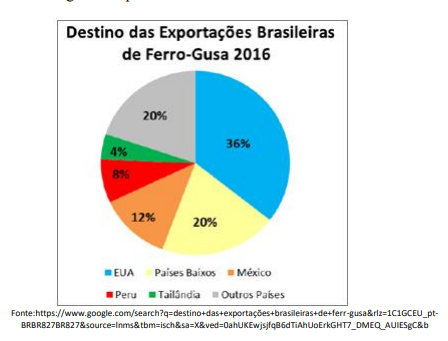 Destino das Exportações Brasileiras
de Ferro-Gusa 2016
20%
36%
4%
8%
12%
20%
EUA Países Baixos México
Peru Tailândia Outros Países
Fonte:https://www.google.com/search?q=destino+das+exportações+brasileiras+de+ferr-gusa&rlz=1C1GCEU_pt-
BRBR827BR827&source=lnms&tbm=isch&sa=X&ved=0ahUKEwjsjfqB6dTiAhUoErkGHT7_DMEQ_AUIESgC&b